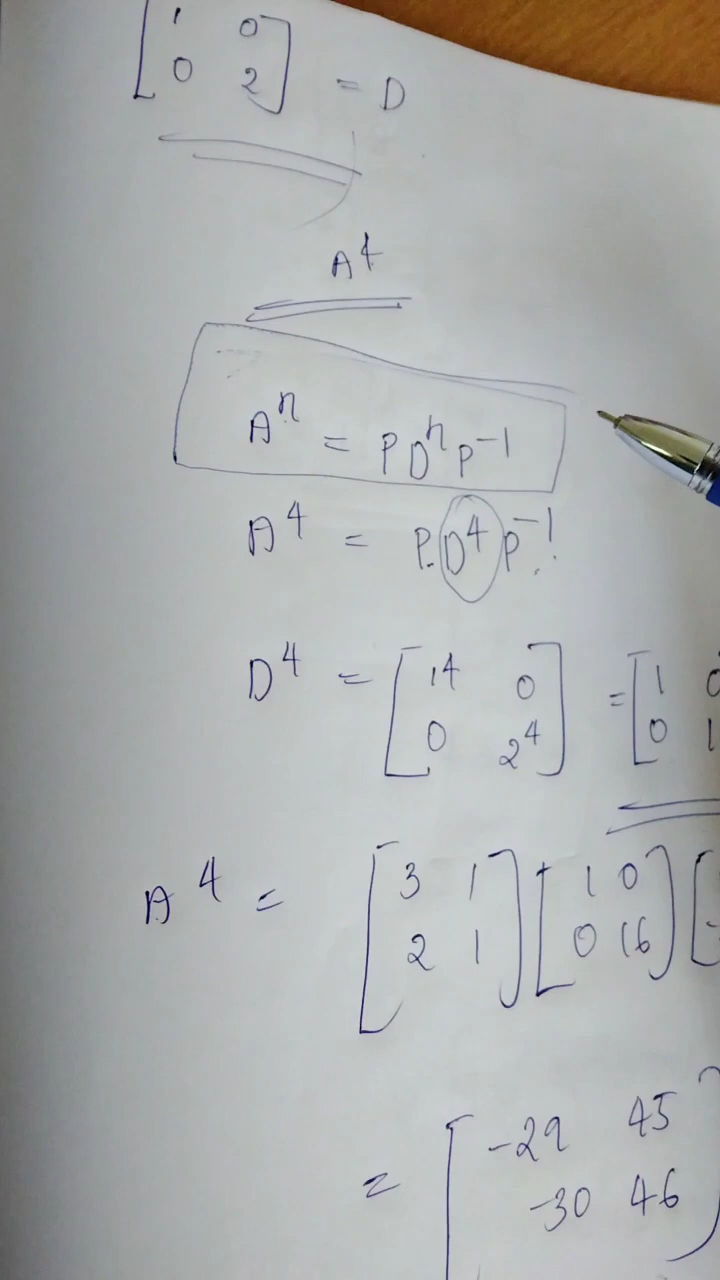 [1 0
0 2] = D
A⁴
Aⁿ = PDⁿP⁻¹
A⁴ = P.D⁴P⁻¹.
D⁴ = [1⁴ 0
0 2⁴] = [1 0
0 1
A⁴ = [3 1
2 1] [1 0
0 16] [
= [-29 45
-30 46]